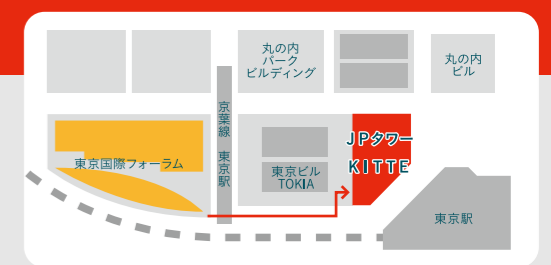 丸の内
パーク
ビルディング
丸の内
ビル
京葉線 東京駅
JPタワー
KITTE
東京国際フォーラム
東京ビル
TOKIA
東京駅